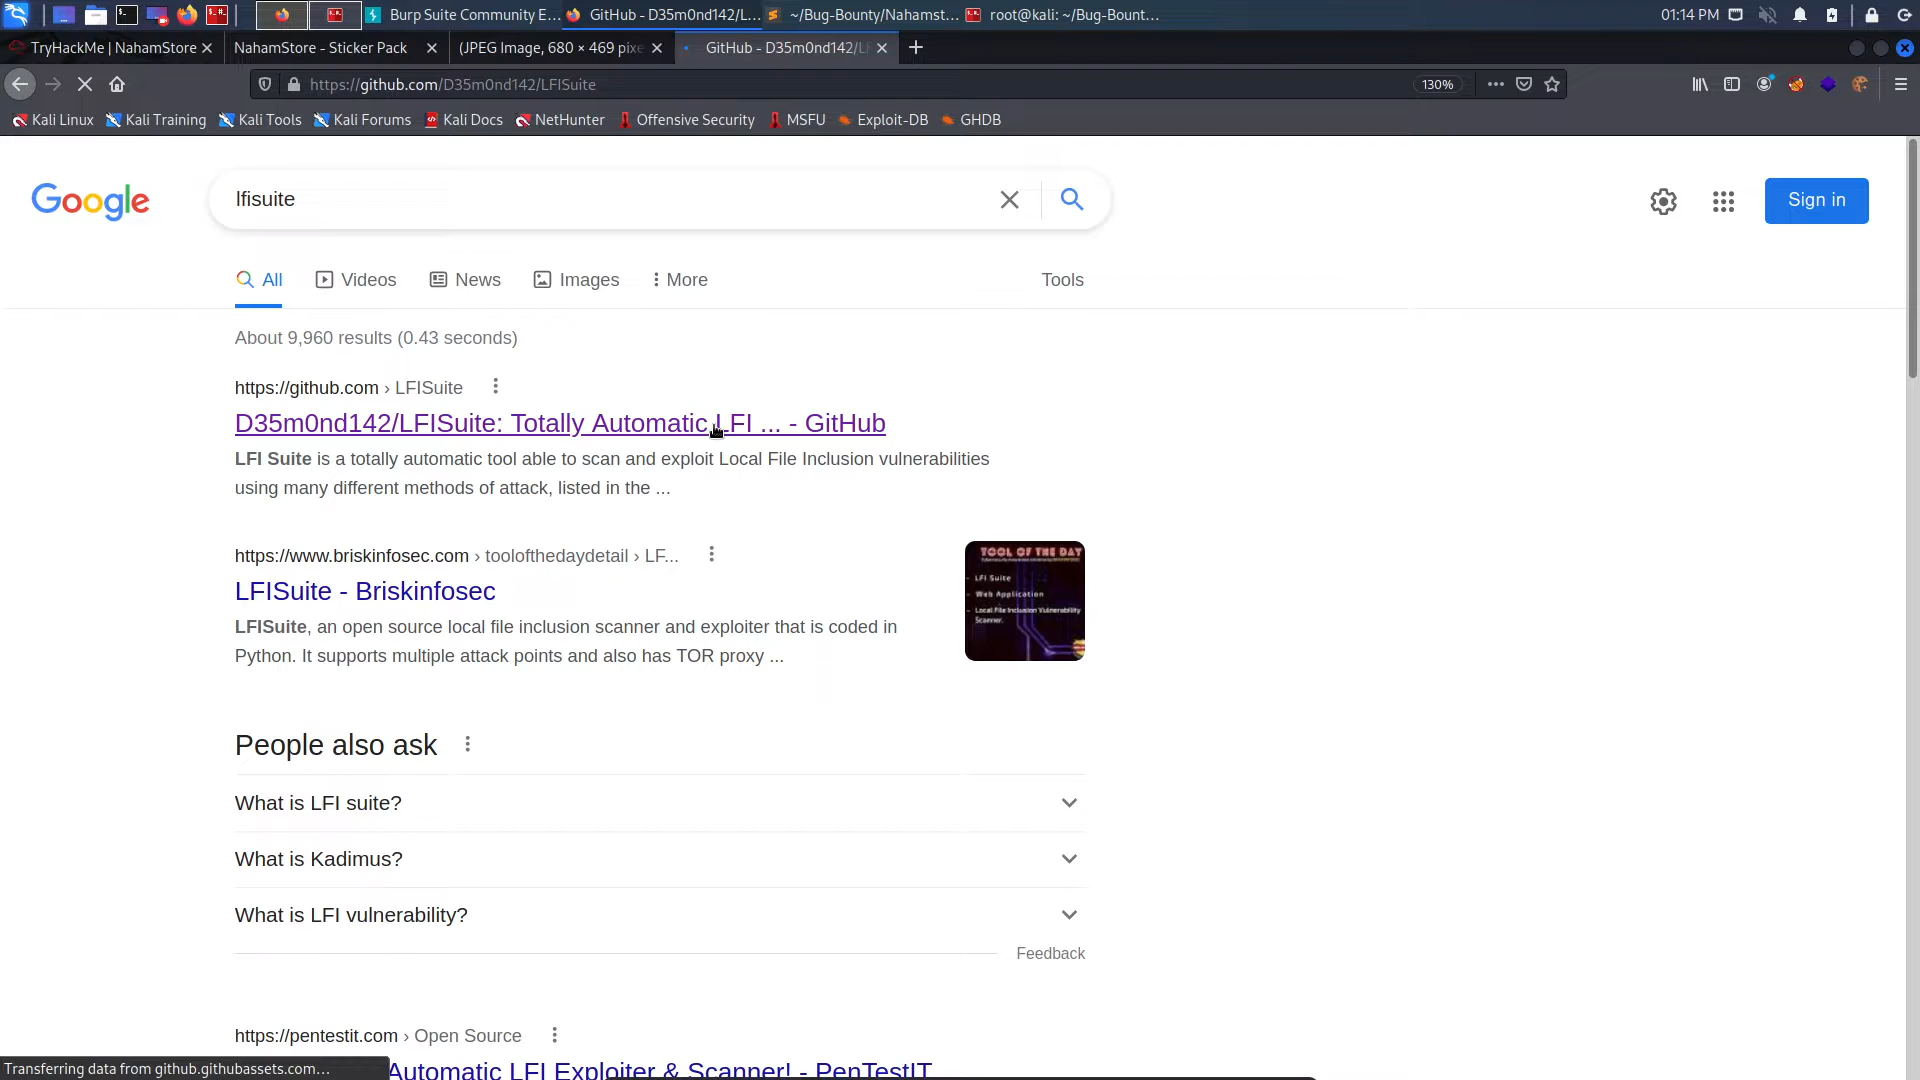 Burp Suite Community E...
GitHub - D35m0nd142/L...
~/Bug-Bounty/Nahamst...
root@kali: ~/Bug-Bount...
01:14 PM
TryHackMe | NahamStore
NahamStore - Sticker Pack
(JPEG Image, 680 × 469 pixe
GitHub - D35m0nd142/LF
https://github.com/D35m0nd142/LFISuite
130%
Kali Linux
Kali Training
Kali Tools
Kali Forums
Kali Docs
NetHunter
Offensive Security
MSFU
Exploit-DB
GHDB
Google
lfisuite
Sign in
All
Videos
News
Images
More
Tools
About 9,960 results (0.43 seconds)
https://github.com › LFISuite
D35m0nd142/LFISuite: Totally Automatic LFI ... - GitHub
LFI Suite is a totally automatic tool able to scan and exploit Local File Inclusion vulnerabilities
using many different methods of attack, listed in the ...
https://www.briskinfosec.com › toolofthedaydetail › LF...
LFISuite - Briskinfosec
LFISuite, an open source local file inclusion scanner and exploiter that is coded in
Python. It supports multiple attack points and also has TOR proxy ...
TOOL OF THE DAY
LFI Suite
Web Application
Local File Inclusion Vulnerability
Scanner.
People also ask
What is LFI suite?
What is Kadimus?
What is LFI vulnerability?
Feedback
https://pentestit.com › Open Source
Automatic LFI Exploiter & Scanner! - PenTestIT
Transferring data from github.githubassets.com...